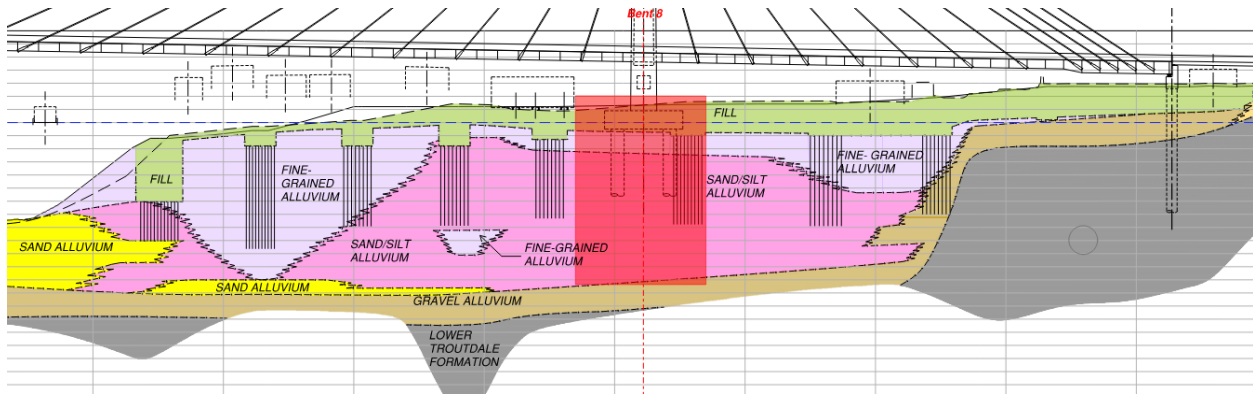 Bent 8
FILL
FINE-
GRAINED
ALLUVIUM
FINE- GRAINED
ALLUVIUM
FILL
SAND/SILT
ALLUVIUM
SAND ALLUVIUM
SAND/SILT
ALLUVIUM
FINE-GRAINED
ALLUVIUM
SAND ALLUVIUM
GRAVEL ALLUVIUM
LOWER
TROUTDALE
FORMATION